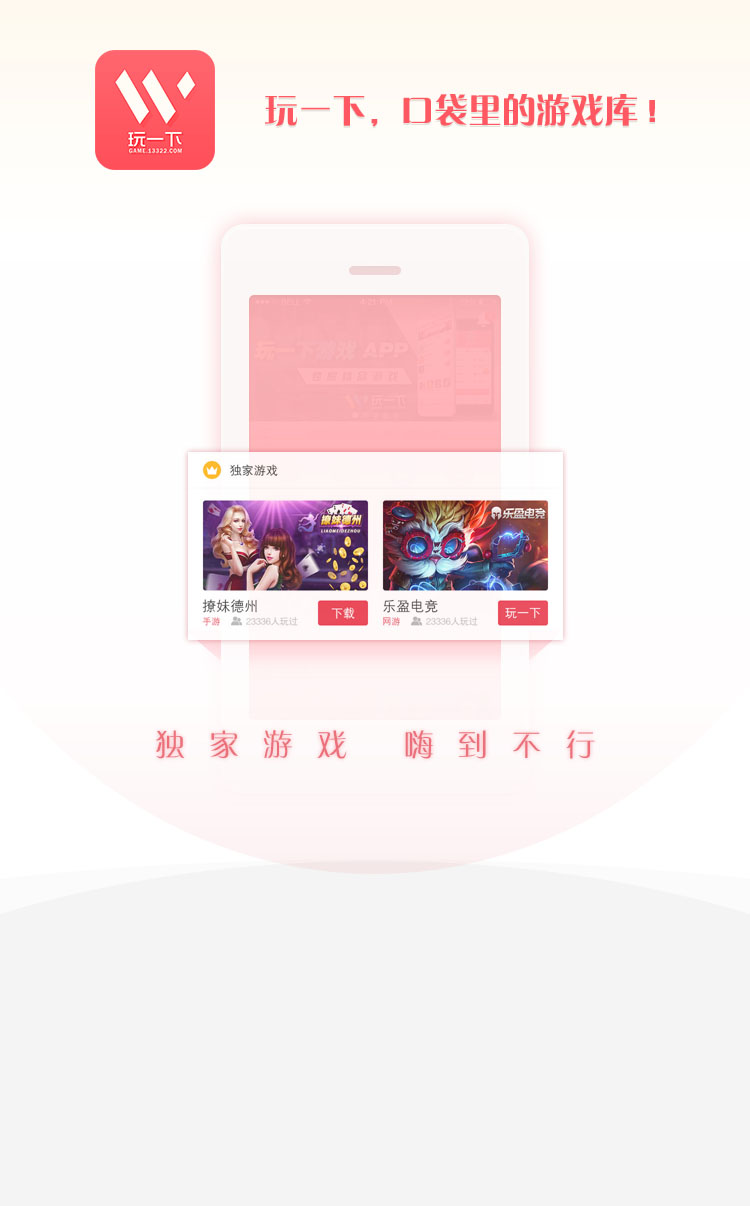 玩一下
GAME.13322.COM
玩一下，口袋里的游戏库！
4:21 PM
玩一下游戏 APP
玩一下
独家游戏
撩妹德州
LIAOMEIDEZHOU
乐盈电竞
撩妹德州
下载
手游 23336人玩过
乐盈电竞
玩一下
网游 23336人玩过
独家游戏 嗨到不行